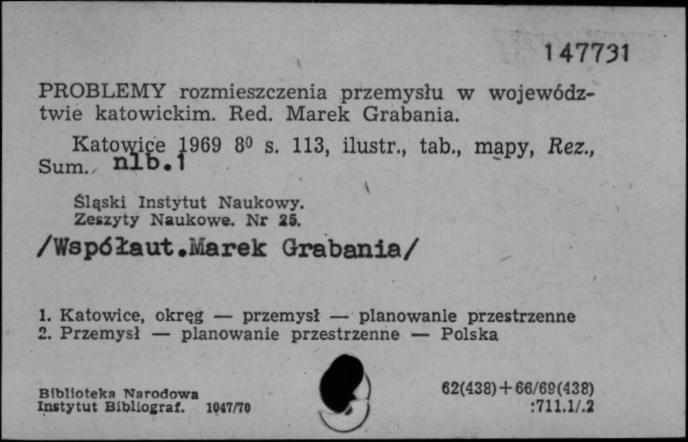 147731
PROBLEMY rozmieszczenia przemysłu w wojewódz-
twie katowickim. Red. Marek Grabania.
Katowice 1969 8⁰ s. 113, ilustr., tab., mapy, Rez.,
Sum., nlb.1
Śląski Instytut Naukowy.
Zeszyty Naukowe. Nr 25.
/Współaut.Marek Grabania/
1. Katowice, okręg — przemysł — planowanie przestrzenne
2. Przemysł — planowanie przestrzenne — Polska
Biblioteka Narodowa
Instytut Bibliograf. 1047/70
62(438)+66/69(438)
:711.1/.2